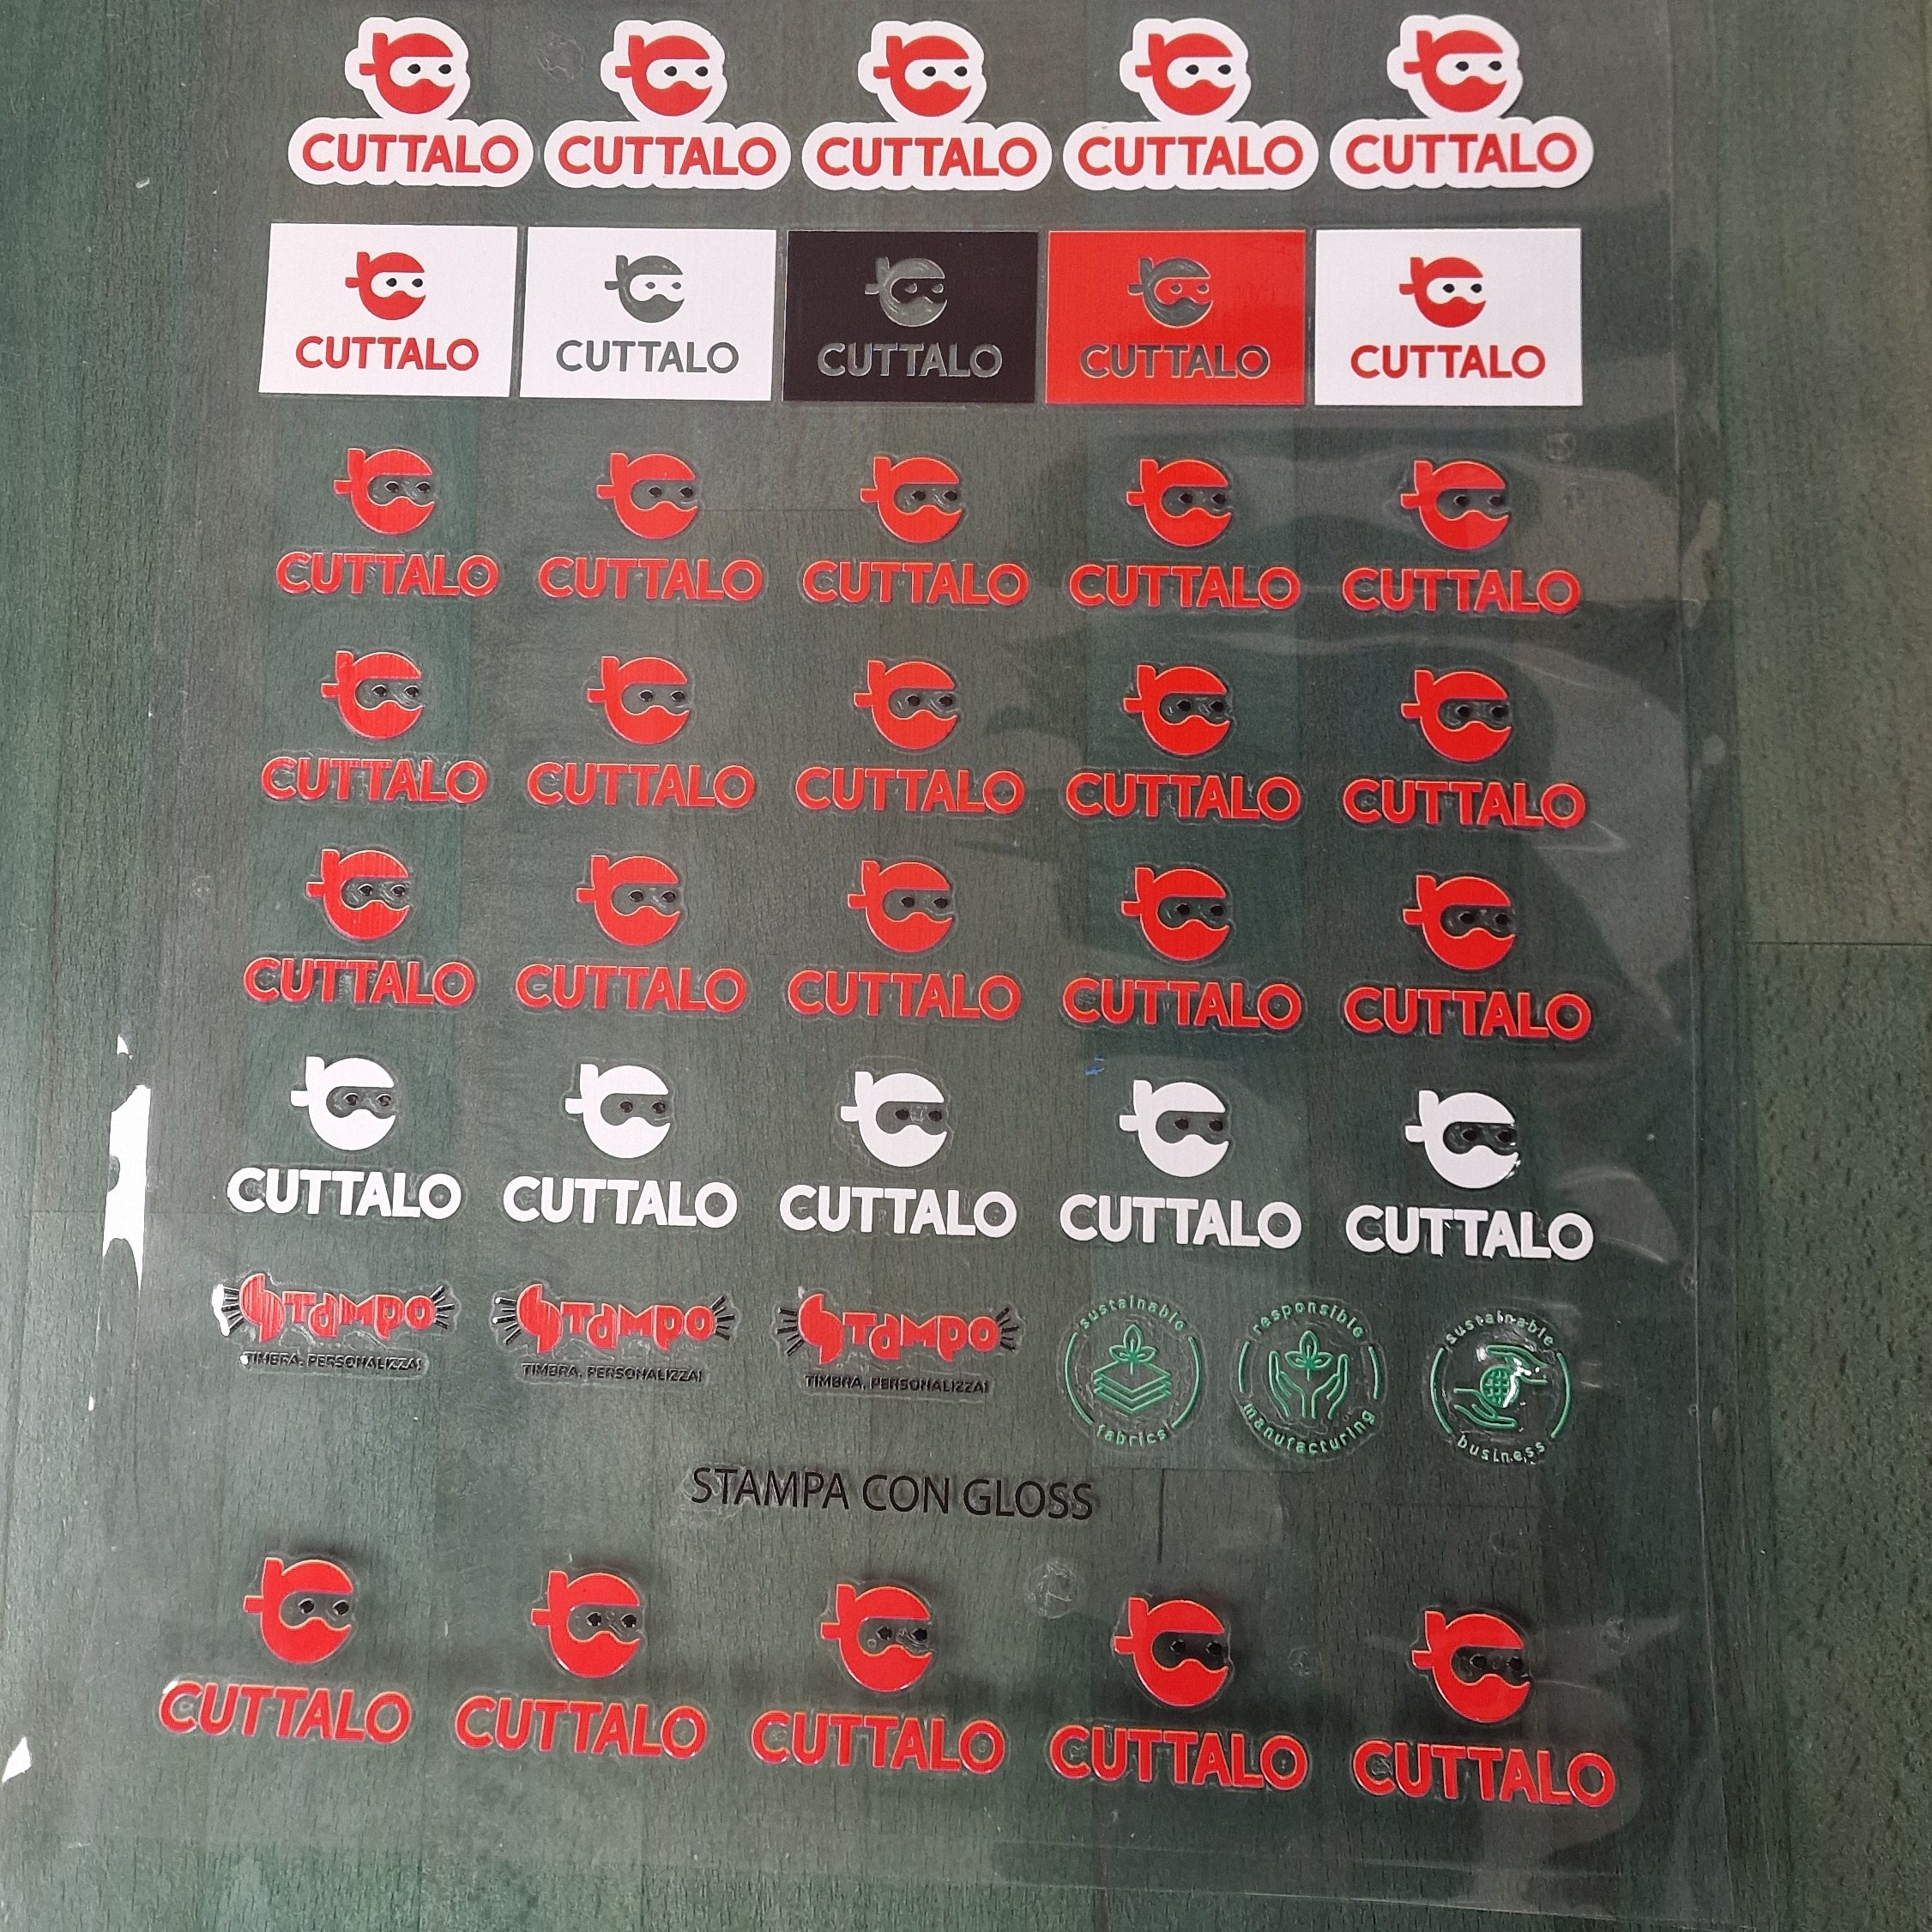 CUTTALO CUTTALO CUTTALO CUTTALO CUTTALO
CUTTALO CUTTALO CUTTALO CUTTALO CUTTALO
CUTTALO CUTTALO CUTTALO CUTTALO CUTTALO
CUTTALO CUTTALO CUTTALO CUTTALO CUTTALO
CUTTALO CUTTALO CUTTALO CUTTALO CUTTALO
CUTTALO CUTTALO CUTTALO CUTTALO CUTTALO
STAMPO STAMPO STAMPO
TIMBRA, PERSONALIZZA! TIMBRA, PERSONALIZZA! TIMBRA, PERSONALIZZA!
sustainable fabrics
responsible manufacturing
sustainable business
STAMPA CON GLOSS
CUTTALO CUTTALO CUTTALO CUTTALO CUTTALO